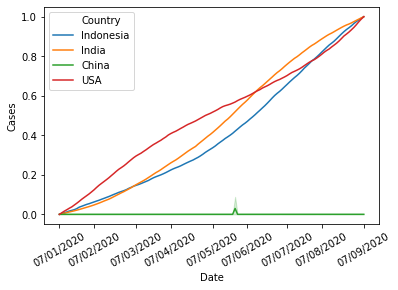 Country
Indonesia
India
China
USA
1.0
0.8
0.6
0.4
0.2
0.0
Cases
07/01/2020
07/02/2020
07/03/2020
07/04/2020
07/05/2020
07/06/2020
07/07/2020
07/08/2020
07/09/2020
Date